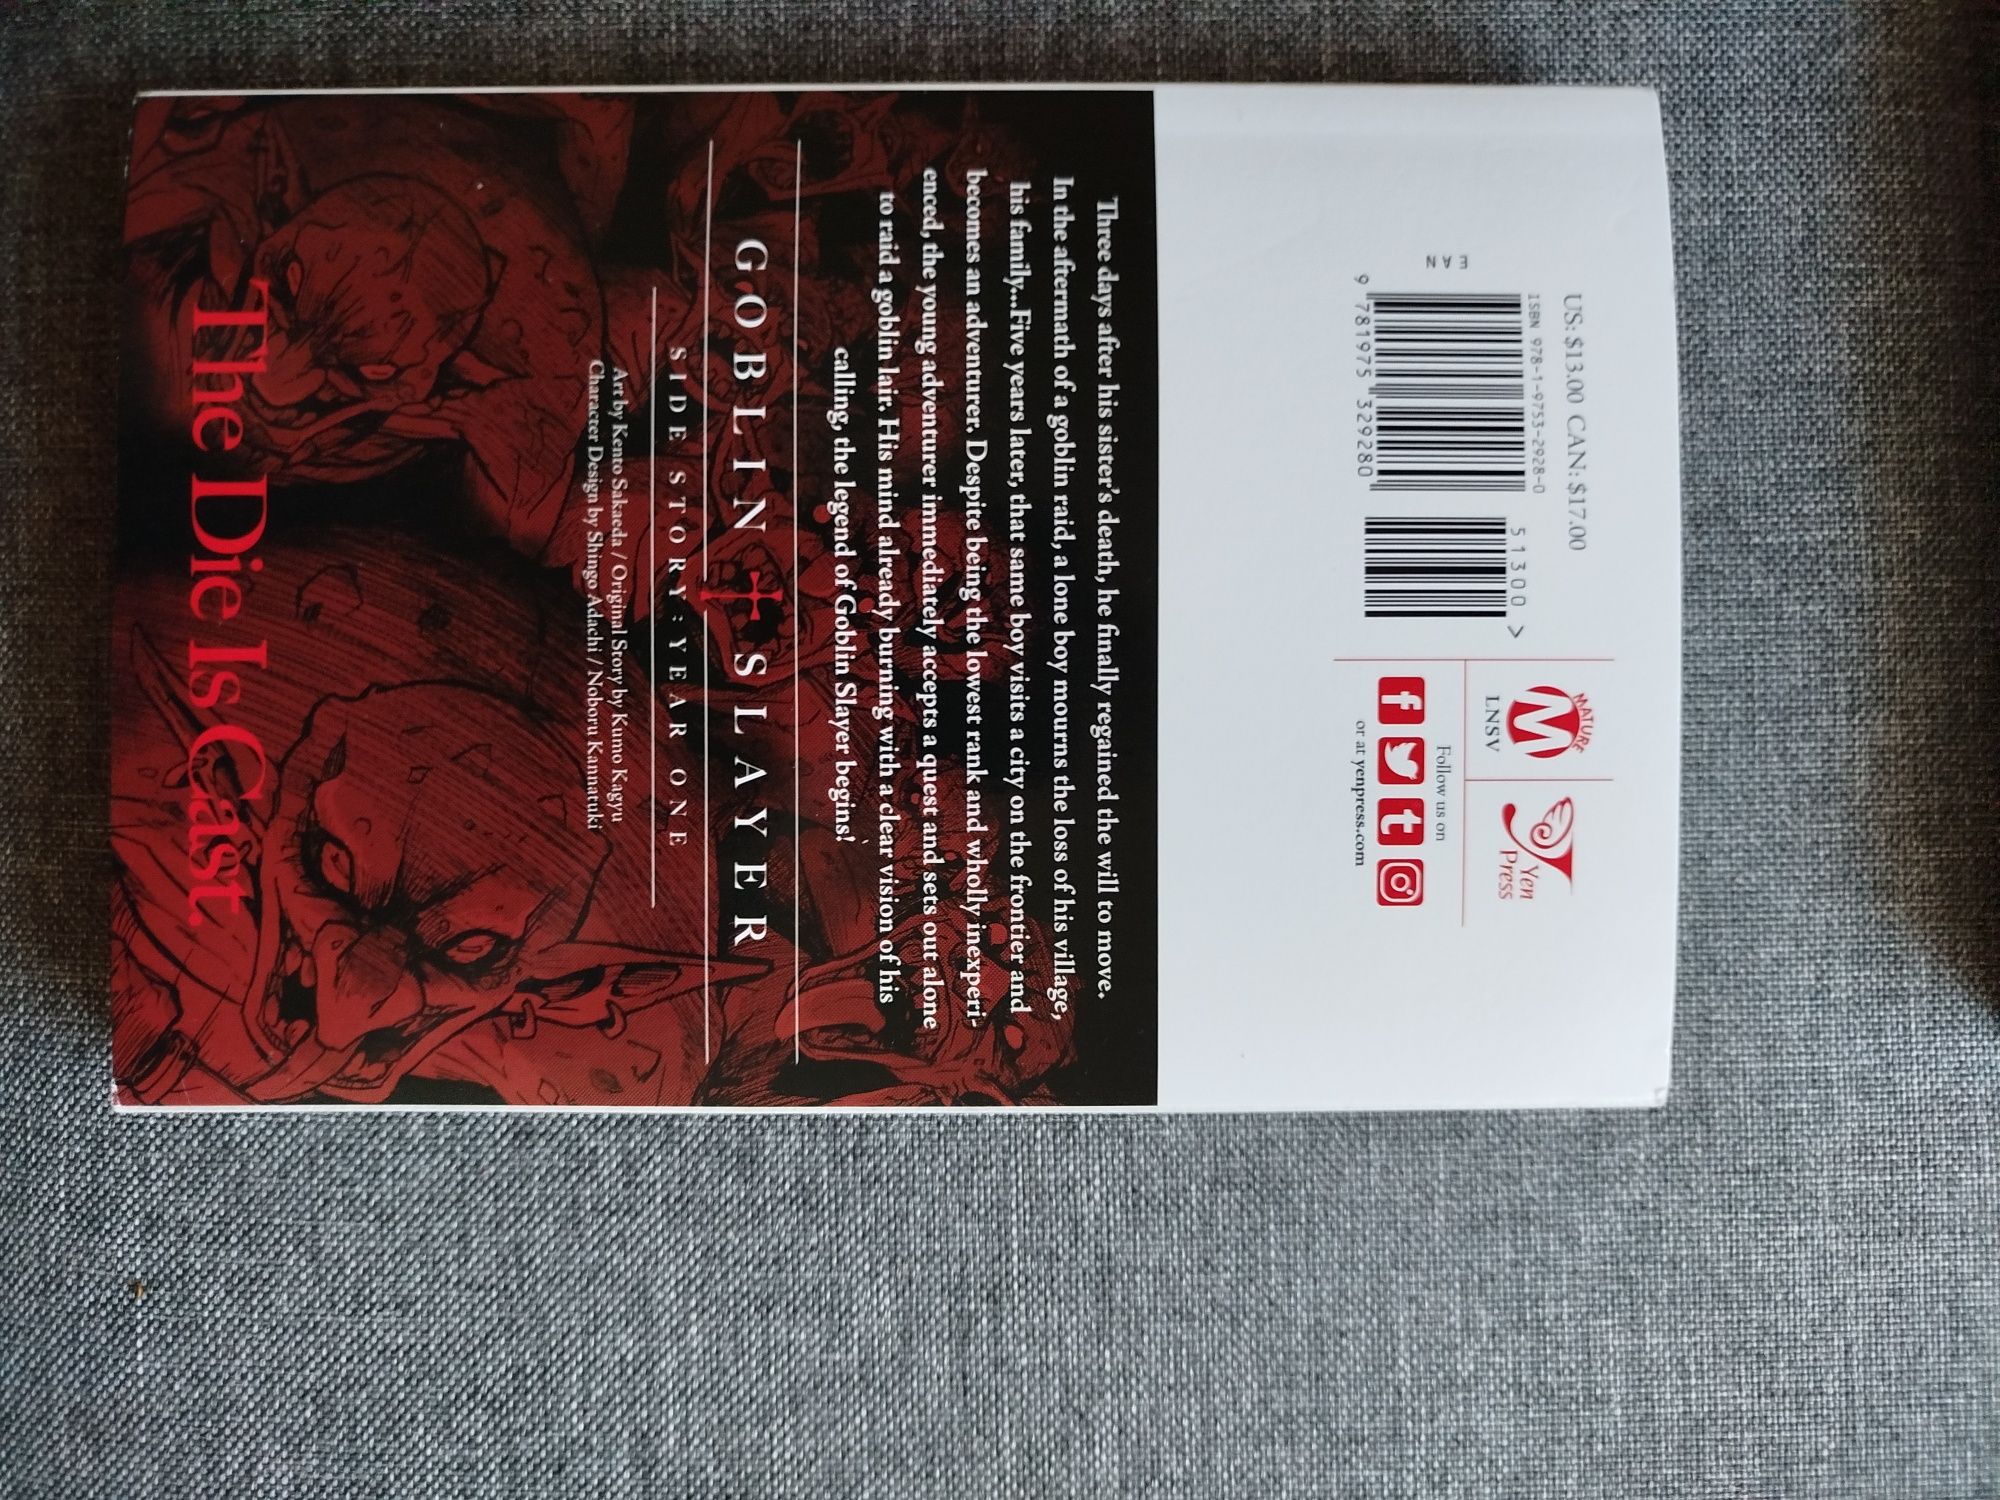 US: $13.00 CAN: $17.00
ISBN 978-1-9753-2928-0
51300 >
EAN
9 781975 329280
MATURE
M
LNSV
Yen
Press
Follow us on
or at yenpress.com
Three days after his sister's death, he finally regained the will to move.
In the aftermath of a goblin raid, a lone boy mourns the loss of his village,
his family...Five years later, that same boy visits a city on the frontier and
becomes an adventurer. Despite being the lowest rank and wholly inexperi-
enced, the young adventurer immediately accepts a quest and sets out alone
to raid a goblin lair. His mind already burning with a clear vision of his
calling, the legend of Goblin Slayer begins!
GOBLIN SLAYER
SIDE STORY: YEAR ONE
Art by Kento Sakaeda / Original Story by Kumo Kagyu
Character Design by Shingo Adachi / Noboru Kannatuki
The Die Is Cast.